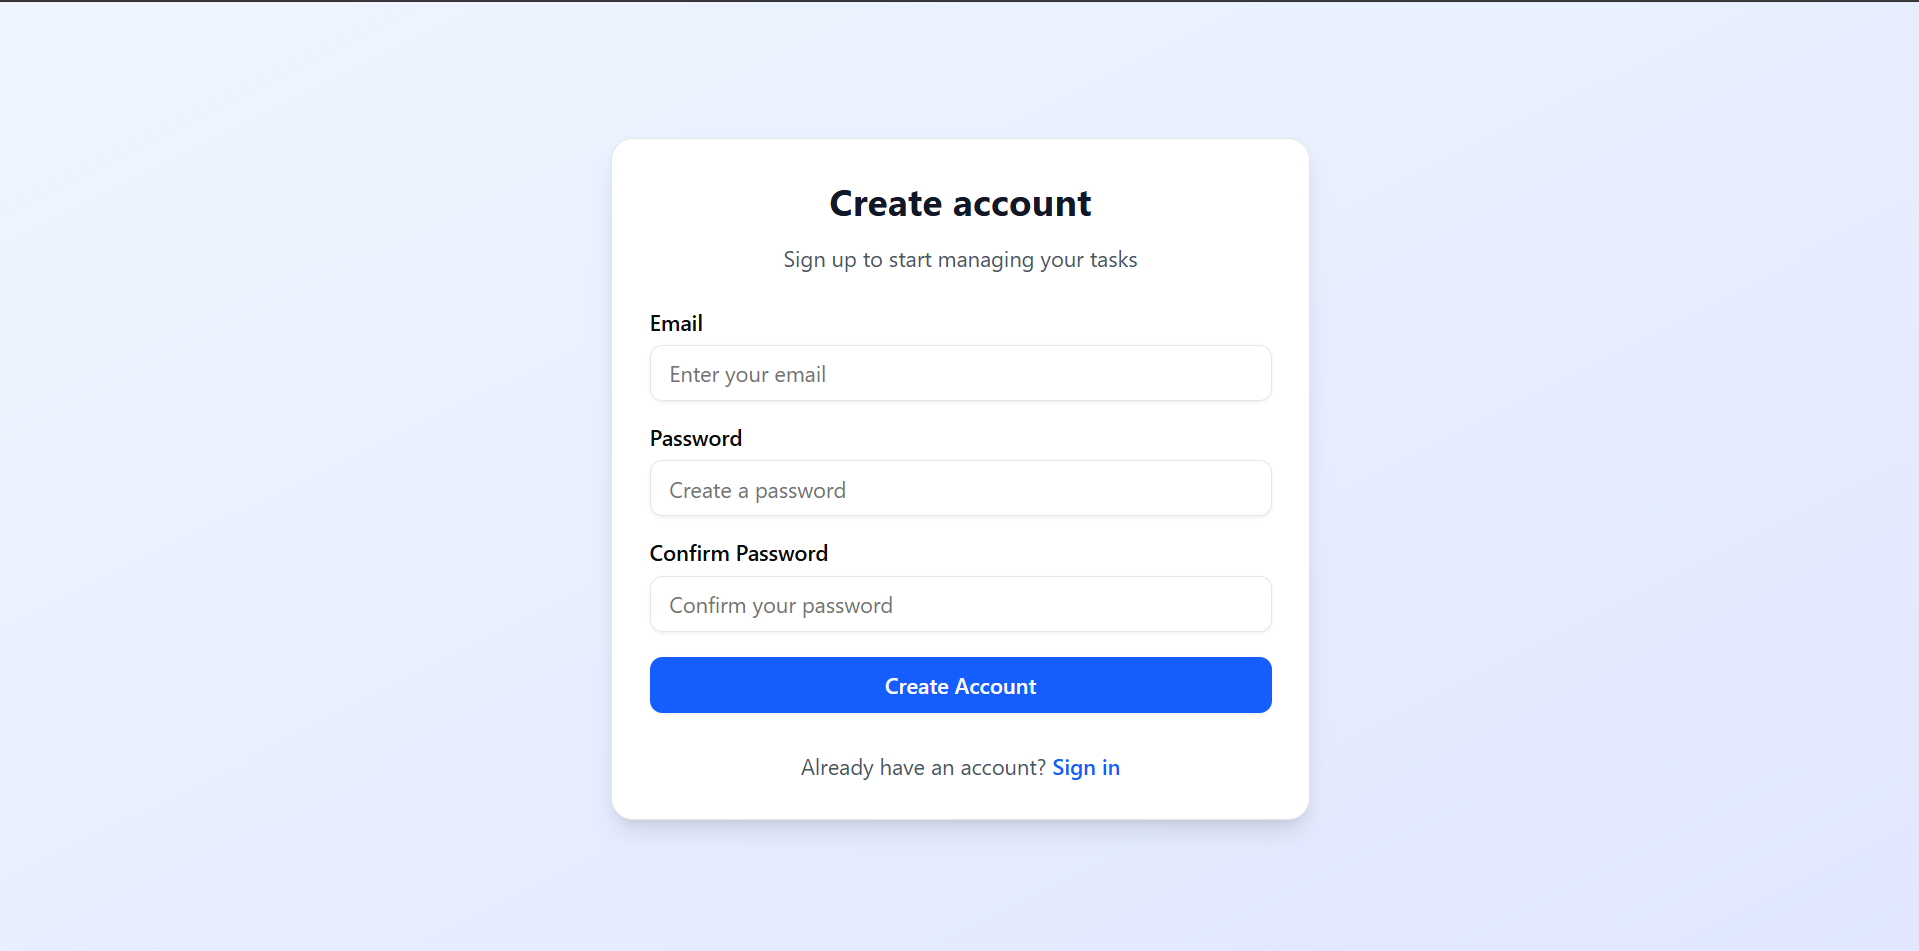 Create account
Sign up to start managing your tasks
Email
Enter your email
Password
Create a password
Confirm Password
Confirm your password
Create Account
Already have an account? Sign in